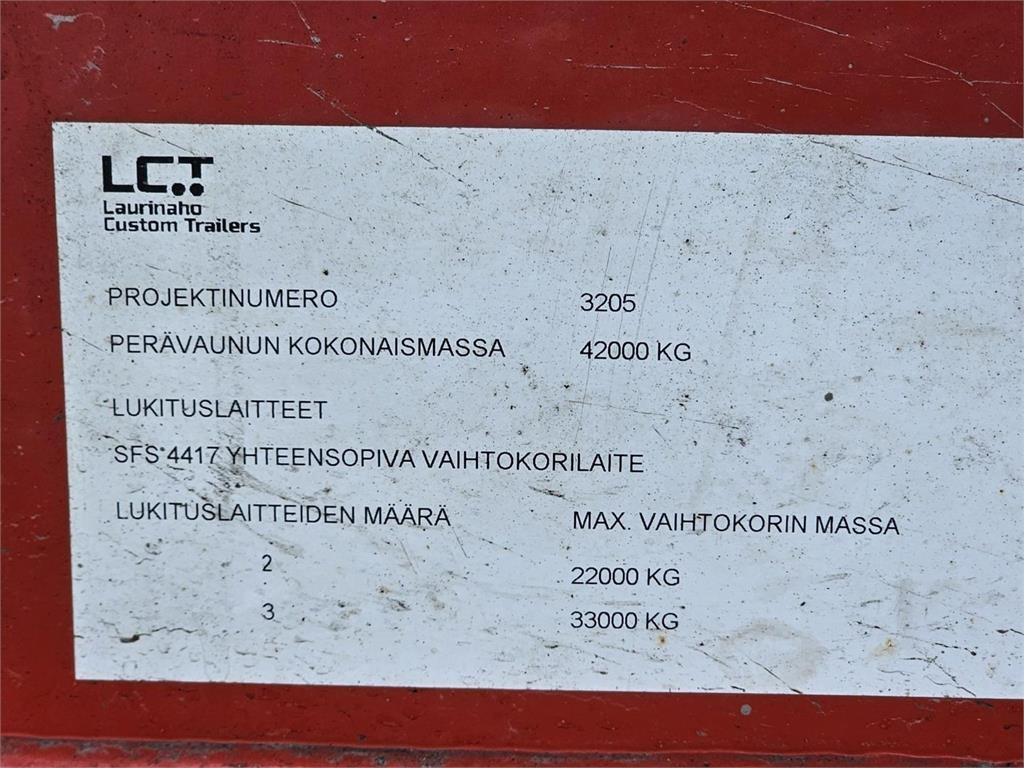 LCT
Laurinaho
Custom Trailers
PROJEKTINUMERO 3205
PERÄVAUNUN KOKONAISMASSA 42000 KG
LUKITUSLAITTEET
SFS 4417 YHTEENSOPIVA VAIHTOKORILAITE
LUKITUSLAITTEIDEN MÄÄRÄ MAX. VAIHTOKORIN MASSA
2 22000 KG
3 33000 KG